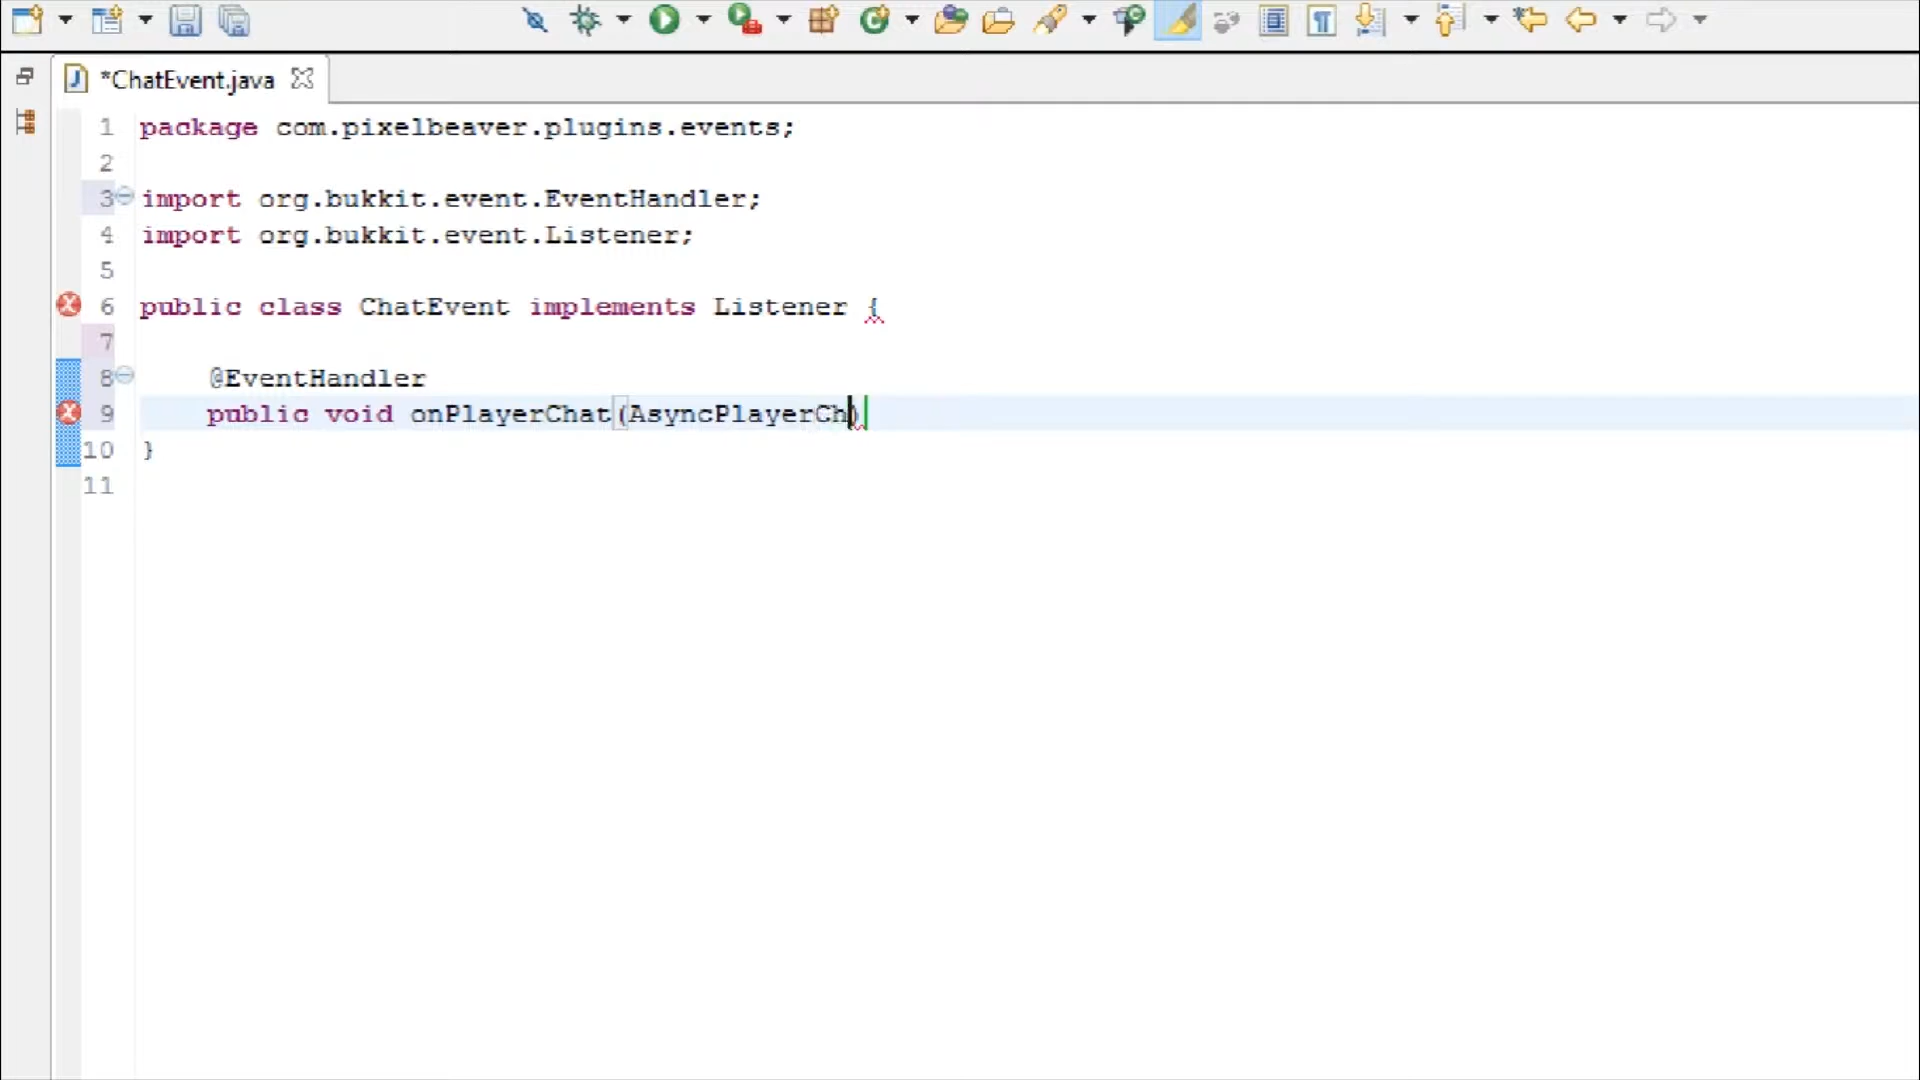 *ChatEvent.java
1 package com.pixelbeaver.plugins.events;
2
3 import org.bukkit.event.EventHandler;
4 import org.bukkit.event.Listener;
5
6 public class ChatEvent implements Listener {
7
8 @EventHandler
9 public void onPlayerChat(AsyncPlayerCh)
10 }
11